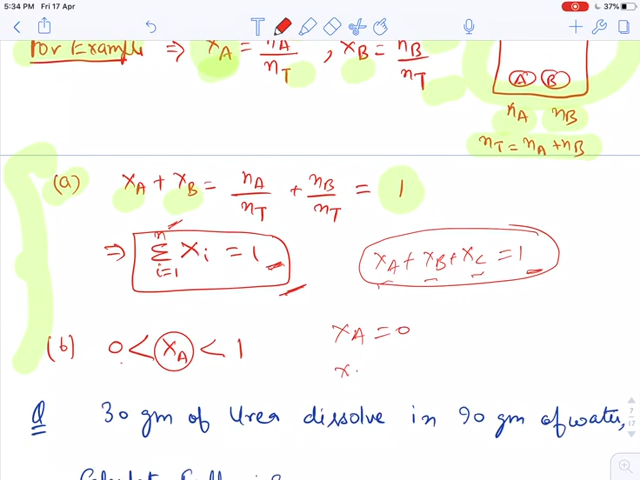 5:34 PM Fri 17 Apr
37%
For Example ⇒ xA = nA/nT , xB = nB/nT
A B
nA nB
nT = nA + nB
(a) xA + xB = nA/nT + nB/nT = 1
⇒ n Σ i=1 xi = 1
xA + xB + xC = 1
(b) 0 < xA < 1
xA = 0
x
Q 30 gm of Urea dissolve in 90 gm of water,
7
17